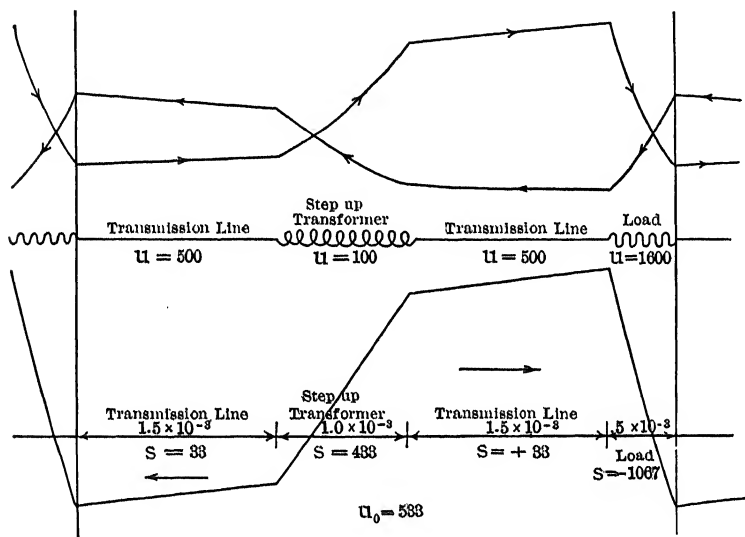 Step up
Transmission Line Transformer Transmission Line Load
u = 500 u = 100 u = 500 u=1600
Step up
Transmission Line Transformer Transmission Line
1.5 × 10⁻³ 1.0 × 10⁻³ 1.5 × 10⁻³ .5 × 10⁻³
S = 33 S = 433 S = + 33 Load
S=-1067
u₀ = 533